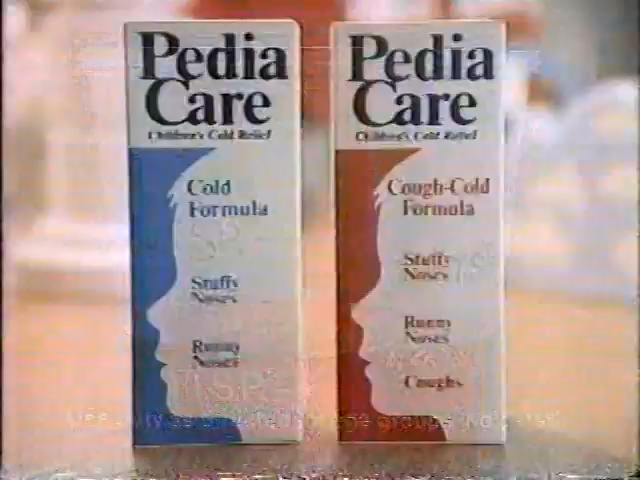 Pedia
Care
Children's Cold Relief
Cold
Formula
Stuffy
Noses
Runny
Noses
Pedia
Care
Children's Cold Relief
Cough-Cold
Formula
Stuffy
Noses
Runny
Noses
Coughs